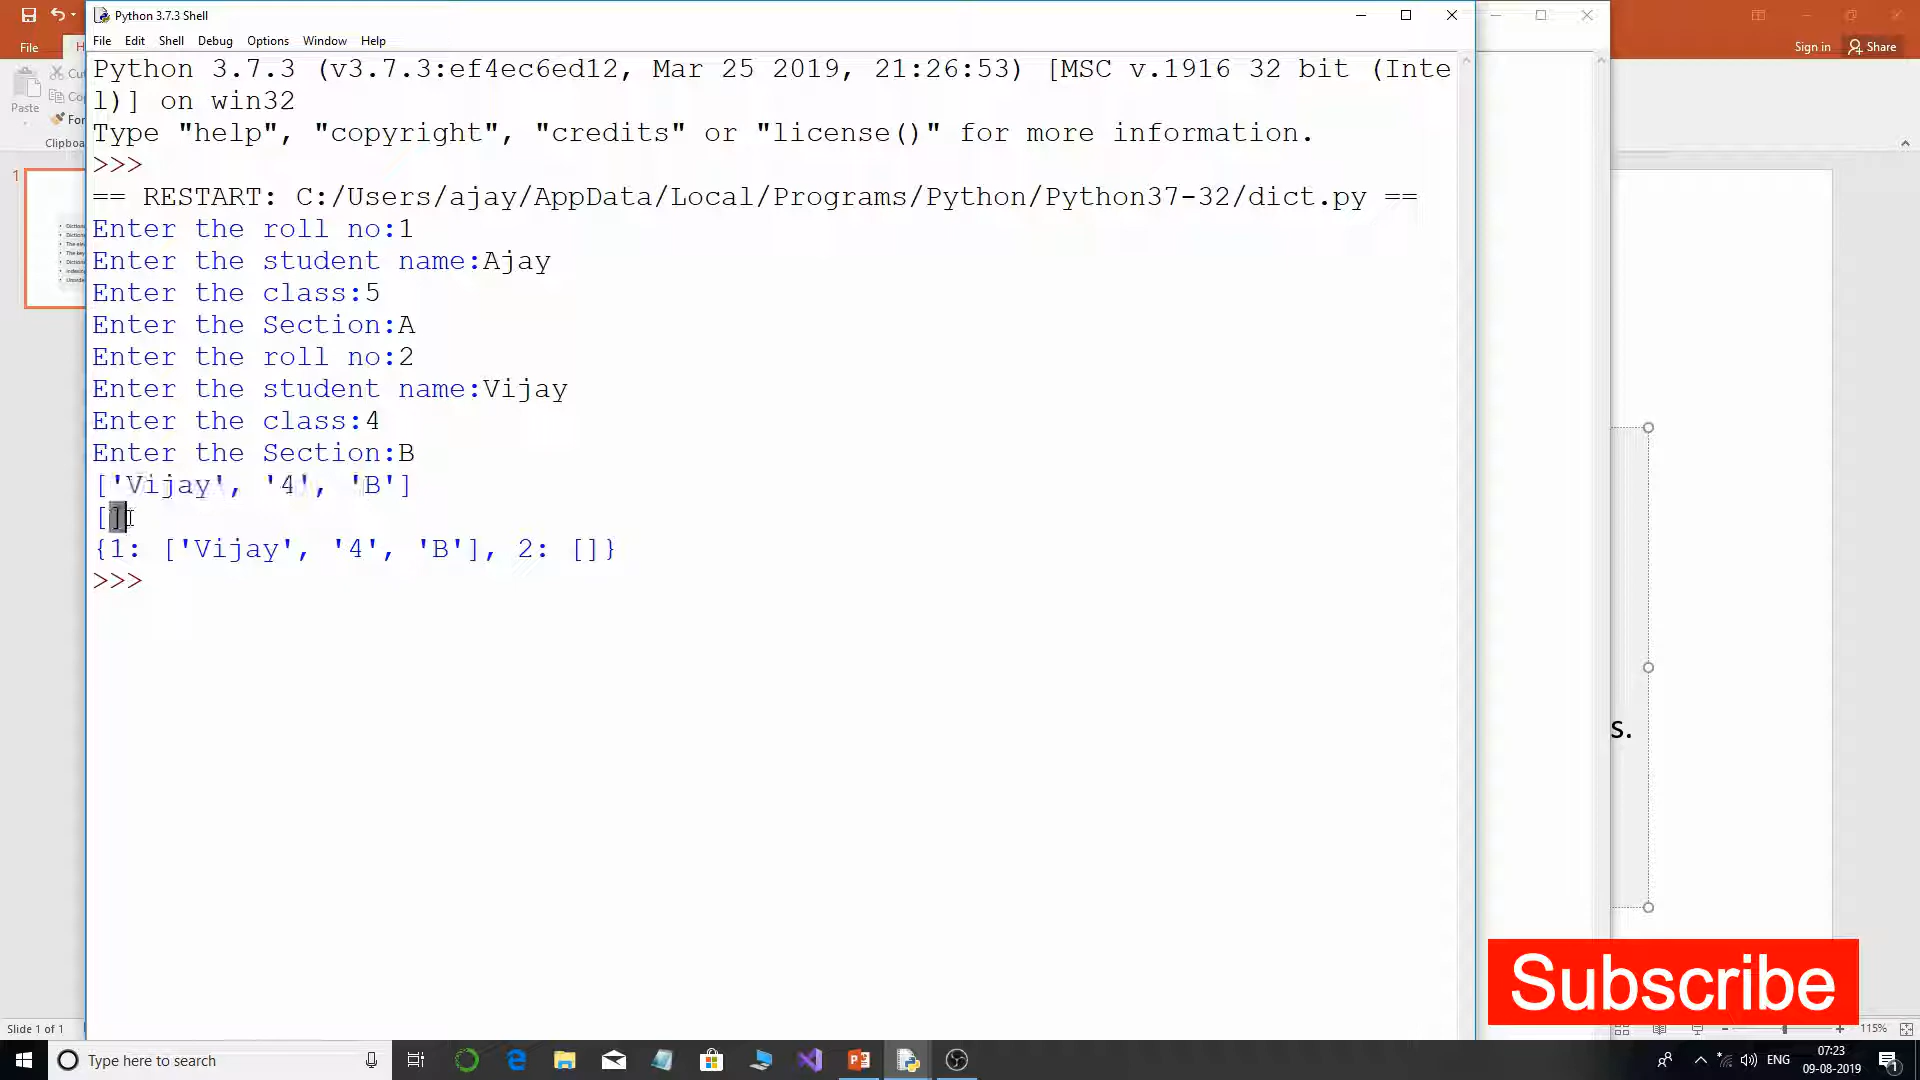 Python 3.7.3 Shell
File
File Edit Shell Debug Options Window Help
Sign in Share
Paste
Clipboa
Python 3.7.3 (v3.7.3:ef4ec6ed12, Mar 25 2019, 21:26:53) [MSC v.1916 32 bit (Inte
l)] on win32
Type "help", "copyright", "credits" or "license()" for more information.
>>>
== RESTART: C:/Users/ajay/AppData/Local/Programs/Python/Python37-32/dict.py ==
Enter the roll no:1
Enter the student name:Ajay
Enter the class:5
Enter the Section:A
Enter the roll no:2
Enter the student name:Vijay
Enter the class:4
Enter the Section:B
['Vijay', '4', 'B']
[]
{1: ['Vijay', '4', 'B'], 2: []}
>>>
1
s.
Subscribe
Slide 1 of 1
115%
Type here to search
ENG
07:23
09-08-2019